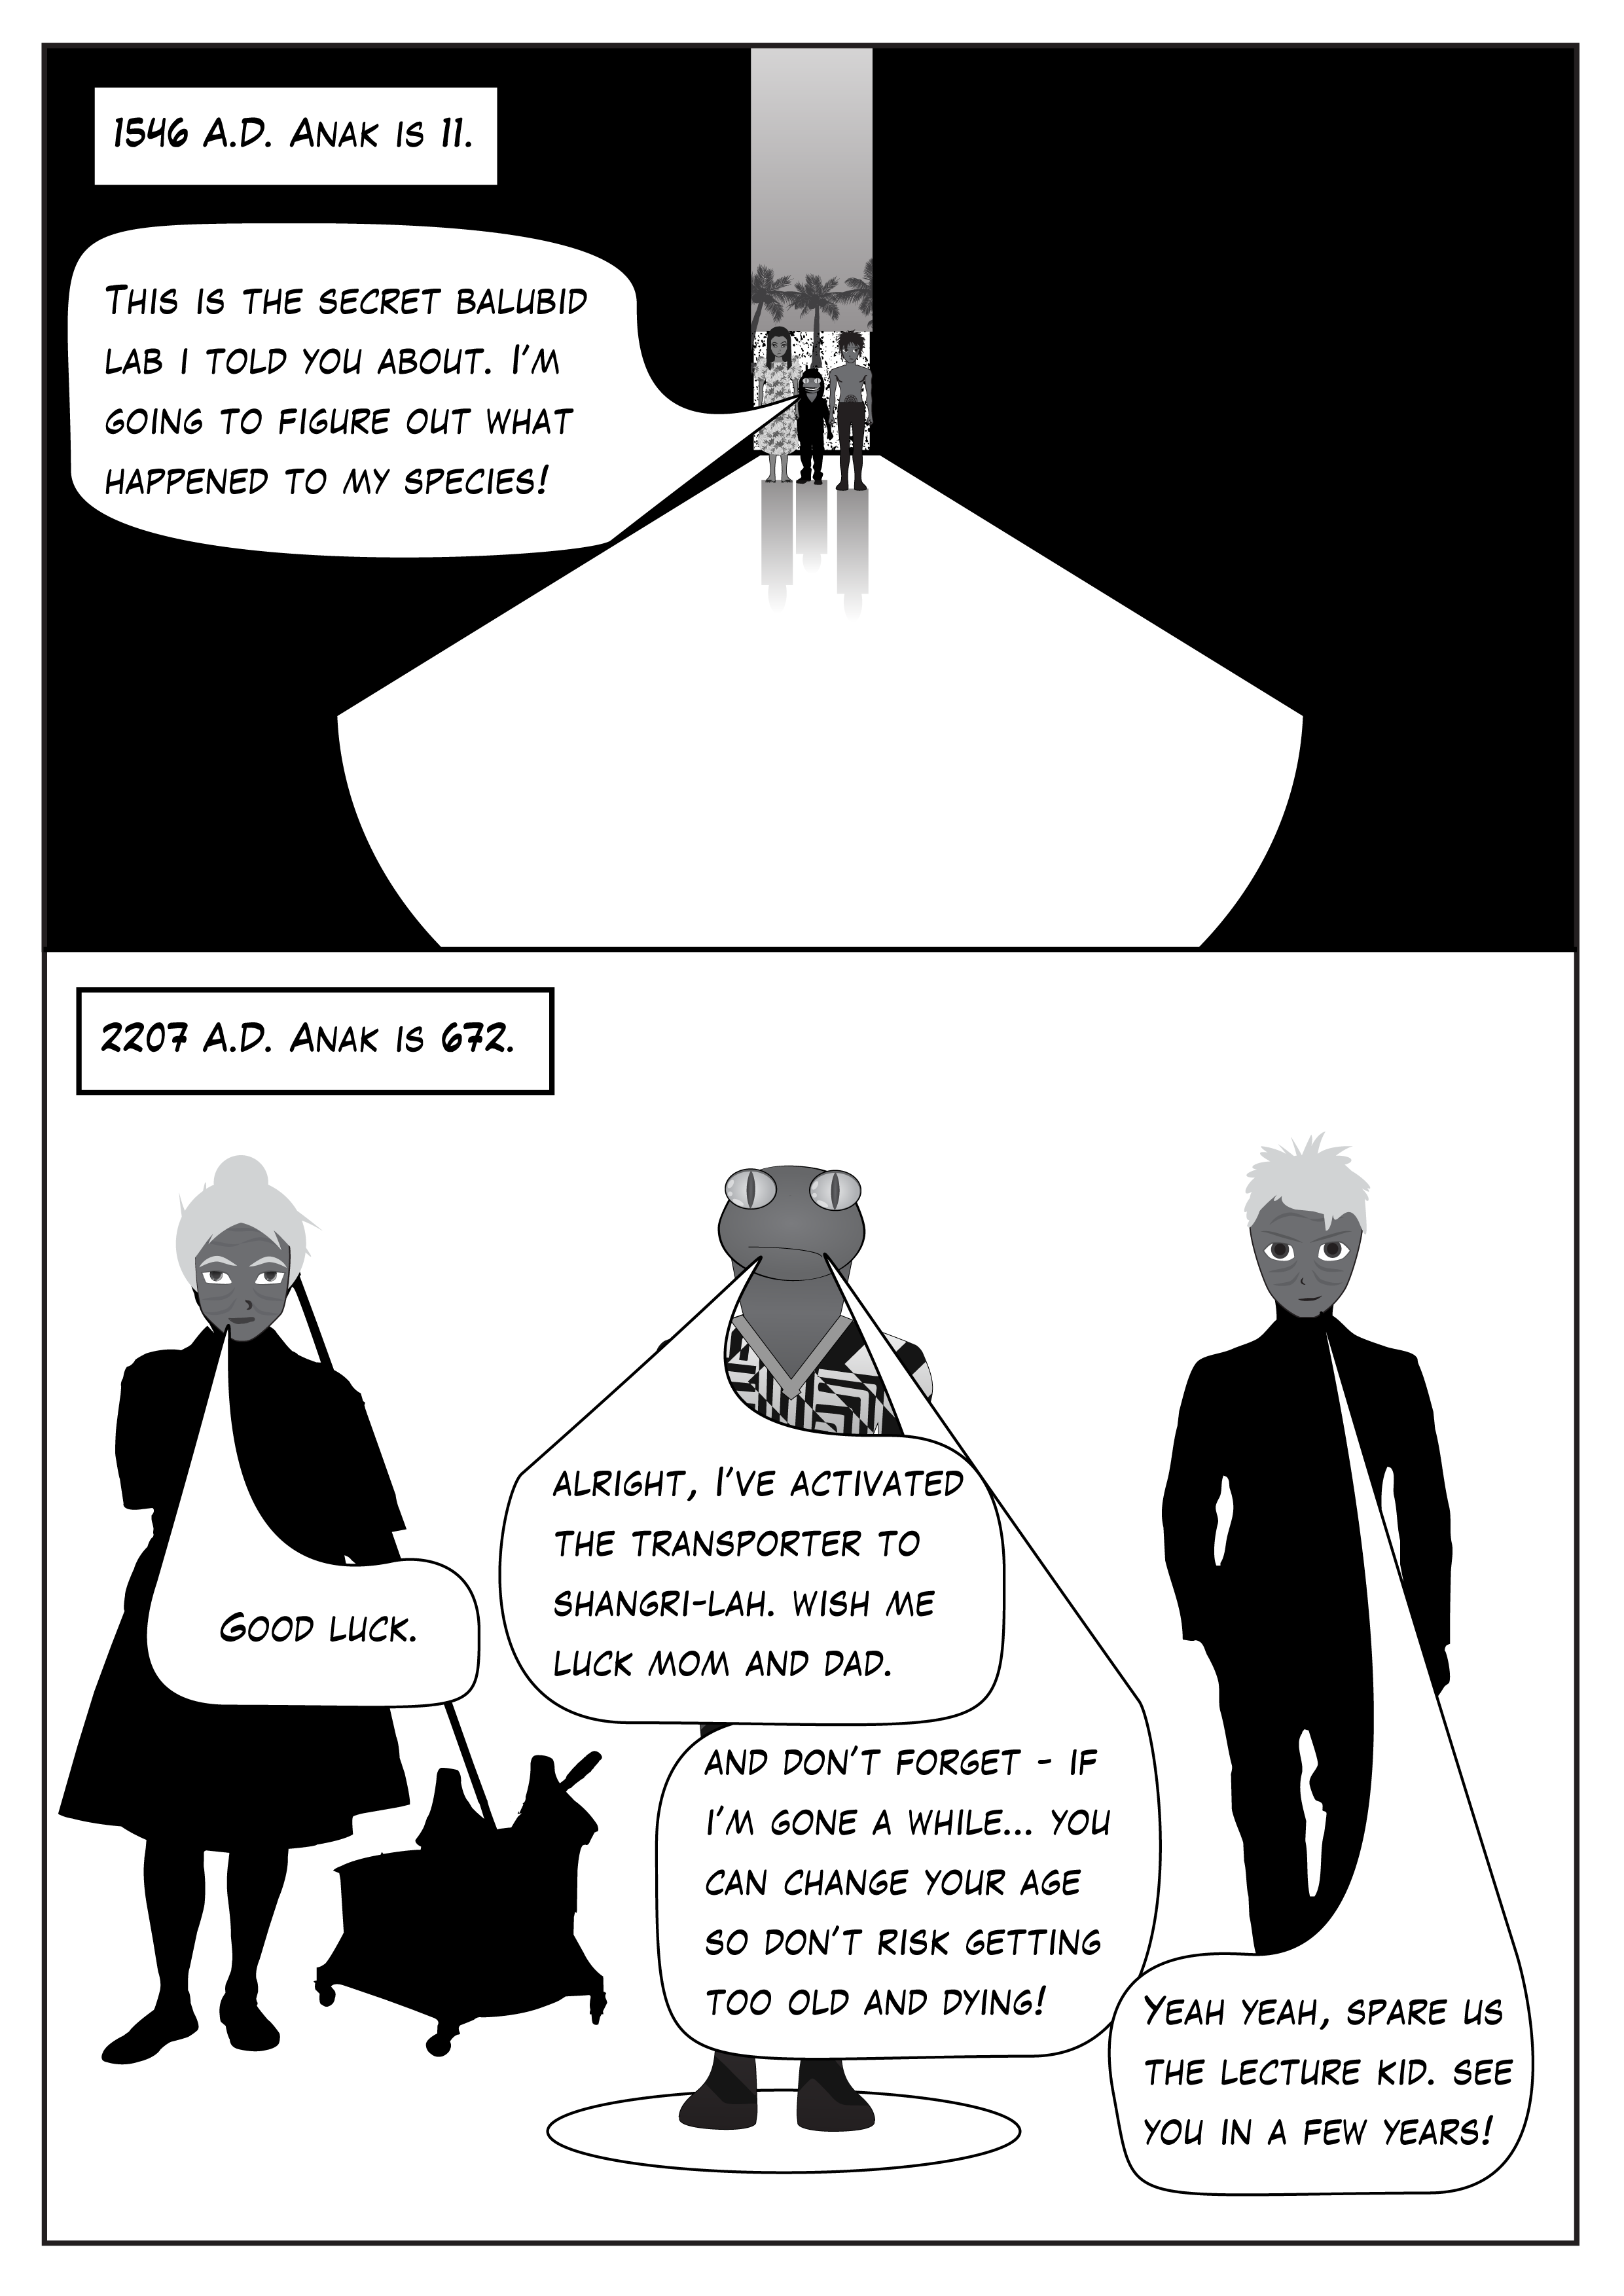 1546 A.D. ANAK IS 11.
THIS IS THE SECRET BALUBID
LAB I TOLD YOU ABOUT. I'M
GOING TO FIGURE OUT WHAT
HAPPENED TO MY SPECIES!
2207 A.D. ANAK IS 672.
ALRIGHT, I'VE ACTIVATED
THE TRANSPORTER TO
SHANGRI-LAH. WISH ME
LUCK MOM AND DAD.
GOOD LUCK.
AND DON'T FORGET - IF
I'M GONE A WHILE... YOU
CAN CHANGE YOUR AGE
SO DON'T RISK GETTING
TOO OLD AND DYING!
YEAH YEAH, SPARE US
THE LECTURE KID. SEE
YOU IN A FEW YEARS!